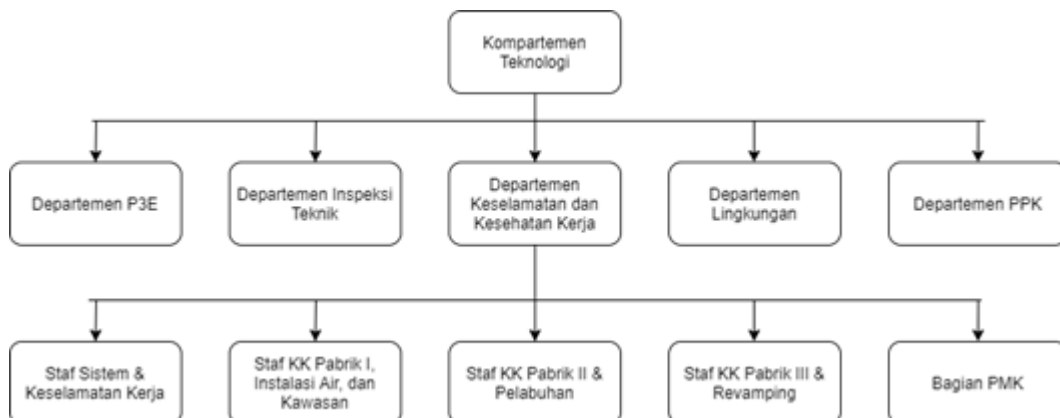 Kompartemen
Teknologi
Departemen P3E
Departemen Inspeksi
Teknik
Departemen
Keselamatan dan
Kesehatan Kerja
Departemen
Lingkungan
Departemen PPK
Staf Sistem &
Keselamatan Kerja
Staf KK Pabrik I,
Instalasi Air, dan
Kawasan
Staf KK Pabrik II &
Pelabuhan
Staf KK Pabrik III &
Revamping
Bagian PMK